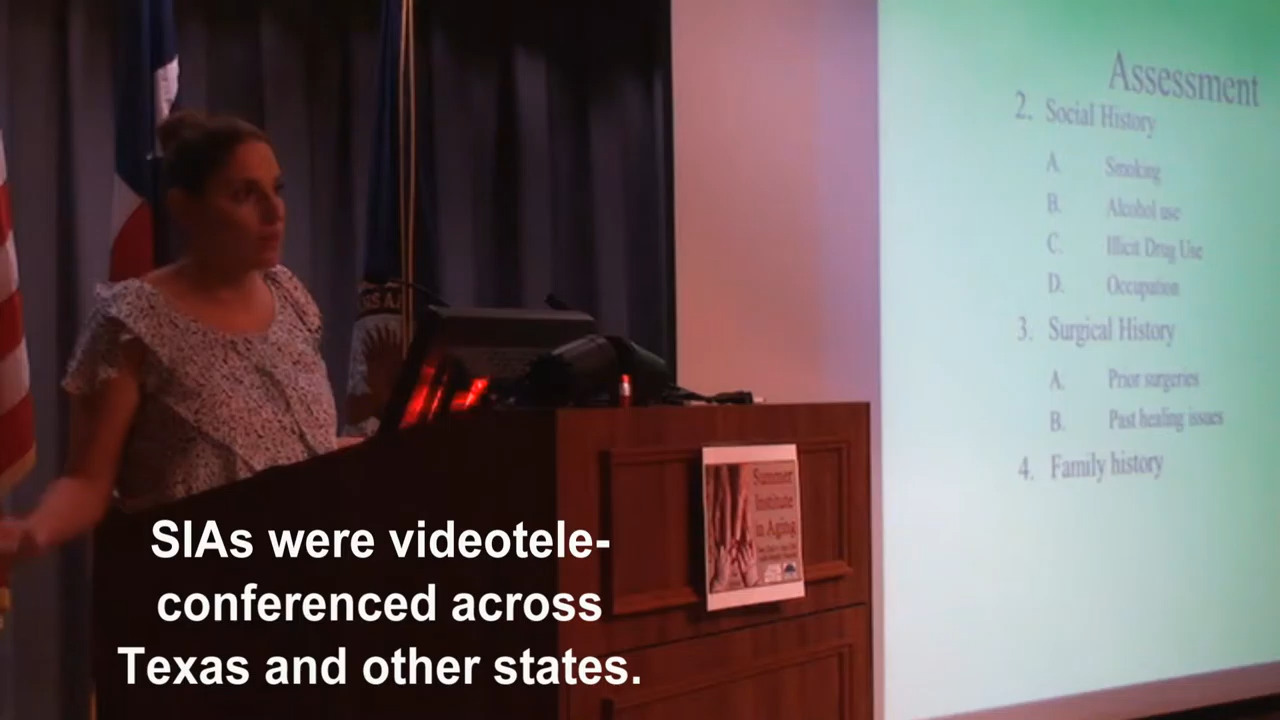 Assessment
2. Social History
A. Smoking
B. Alcohol use
C. Illicit Drug Use
D. Occupation
3. Surgical History
A. Prior surgeries
B. Past healing issues
4. Family history
Summer
Institute
in Aging
SIAs were videotele-
conferenced across
Texas and other states.